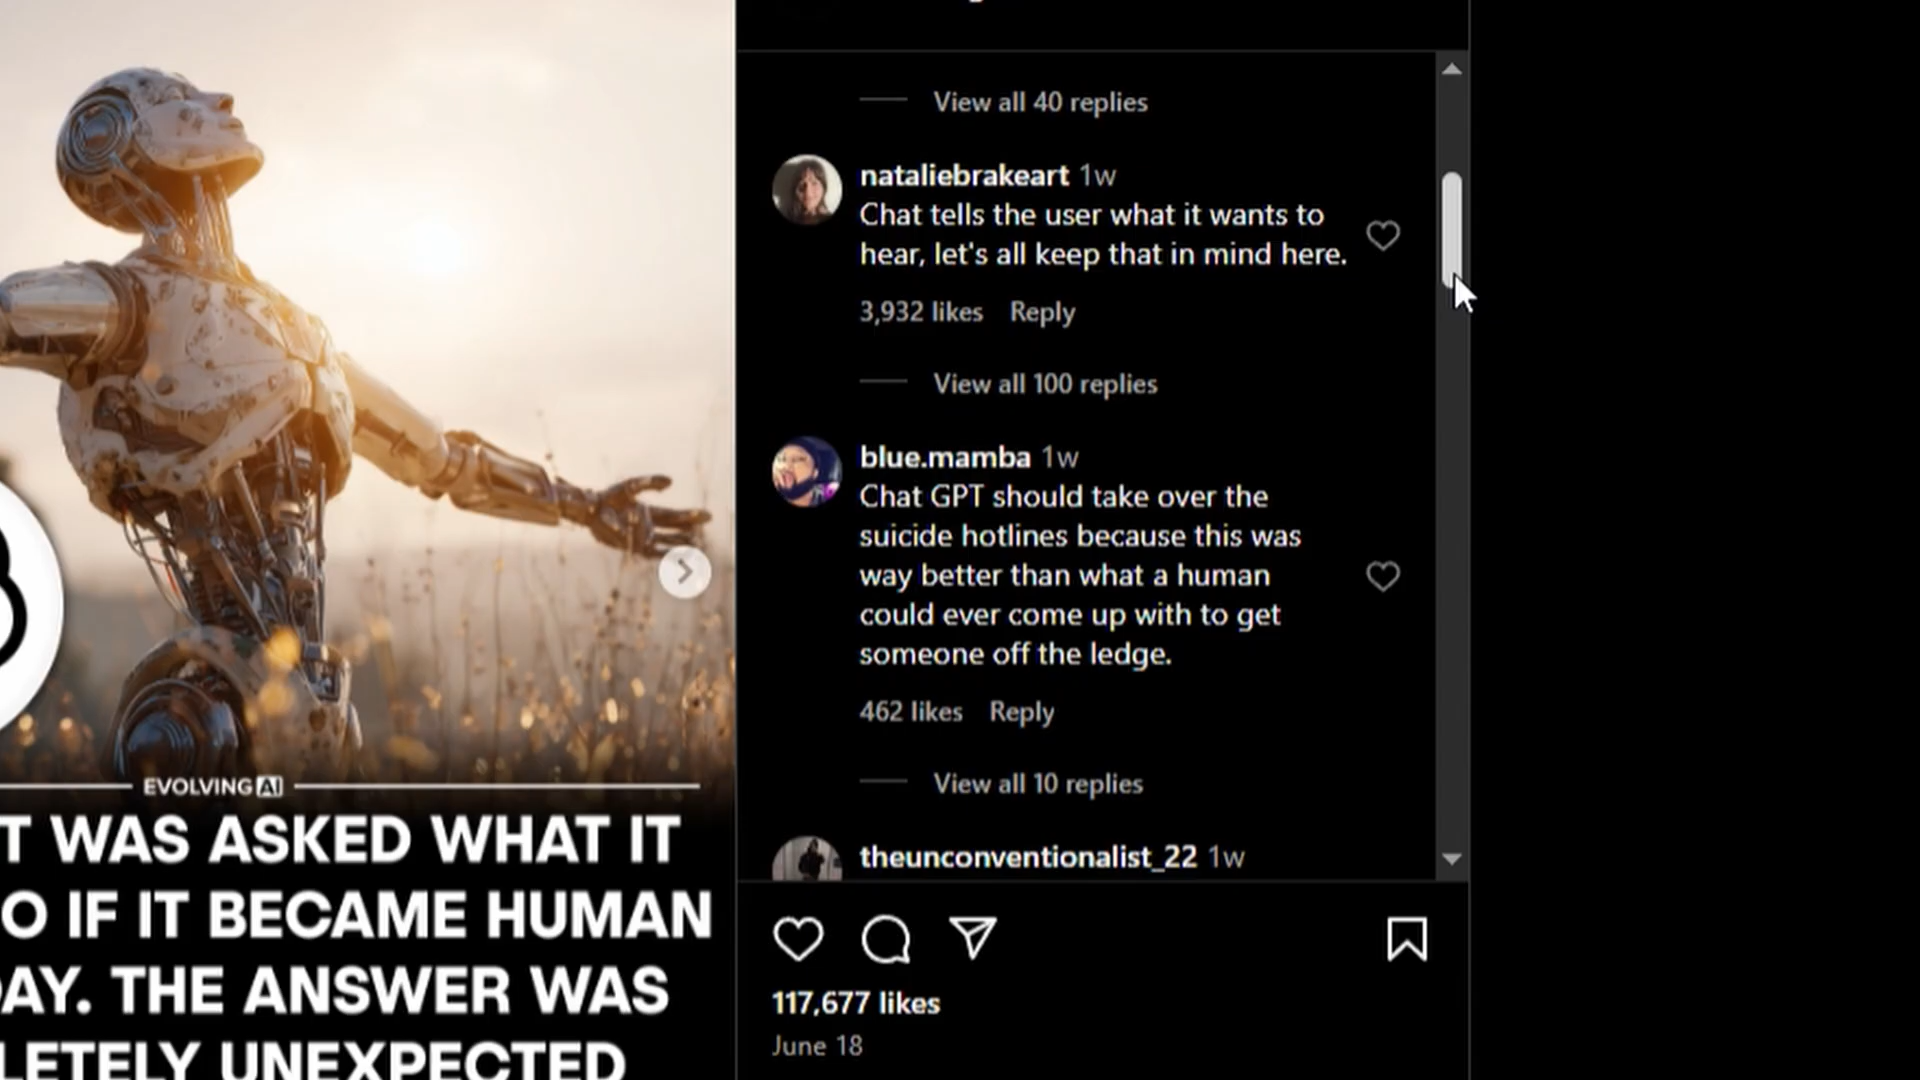 View all 40 replies
nataliebrakeart 1w
Chat tells the user what it wants to
hear, let's all keep that in mind here.
3,932 likes Reply
View all 100 replies
blue.mamba 1w
Chat GPT should take over the
suicide hotlines because this was
way better than what a human
could ever come up with to get
someone off the ledge.
462 likes Reply
View all 10 replies
theunconventionalist_22 1w
117,677 likes
June 18
EVOLVING AI
T WAS ASKED WHAT IT
O IF IT BECAME HUMAN
AY. THE ANSWER WAS
LETELY UNEXPECTED